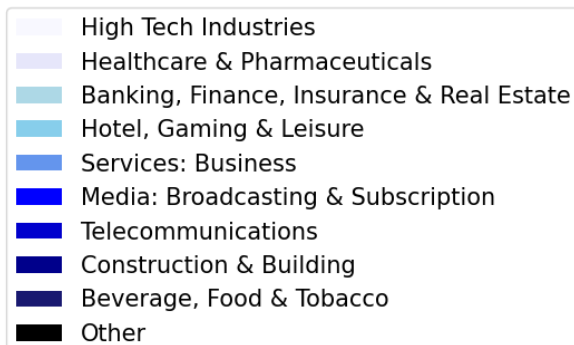 High Tech Industries
Healthcare & Pharmaceuticals
Banking, Finance, Insurance & Real Estate
Hotel, Gaming & Leisure
Services: Business
Media: Broadcasting & Subscription
Telecommunications
Construction & Building
Beverage, Food & Tobacco
Other